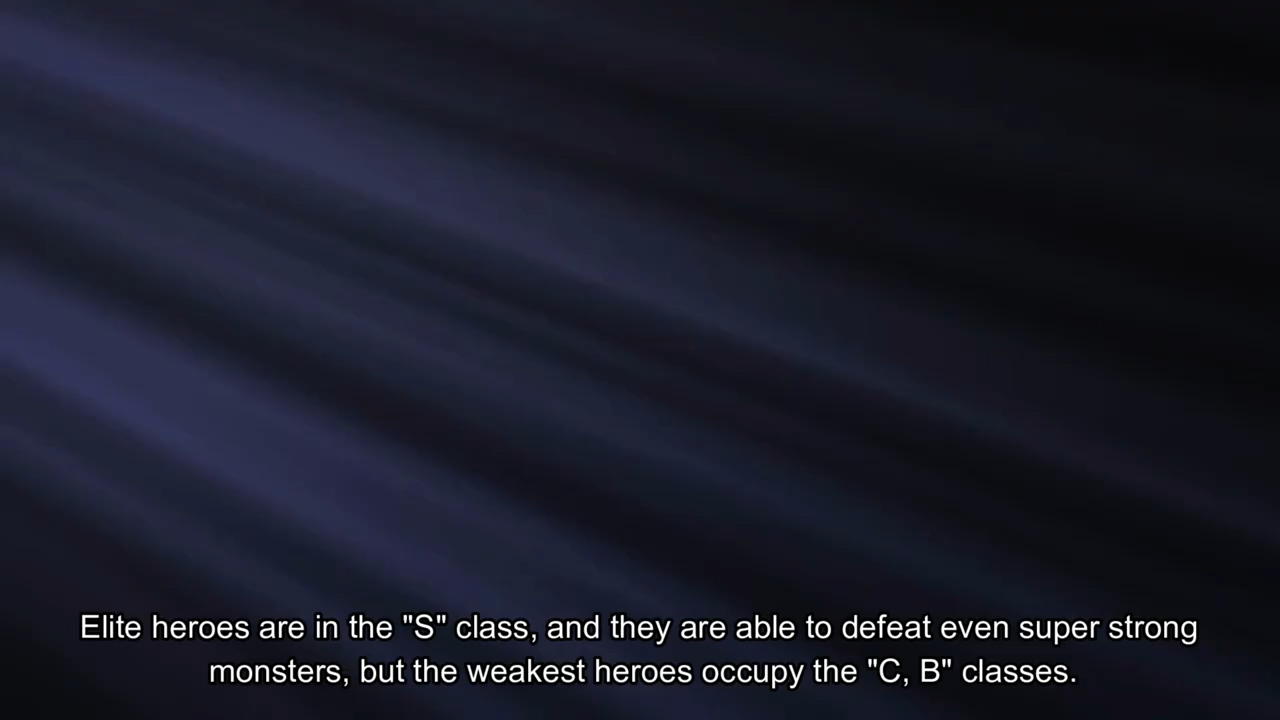 Elite heroes are in the "S" class, and they are able to defeat even super strong
monsters, but the weakest heroes occupy the "C, B" classes.